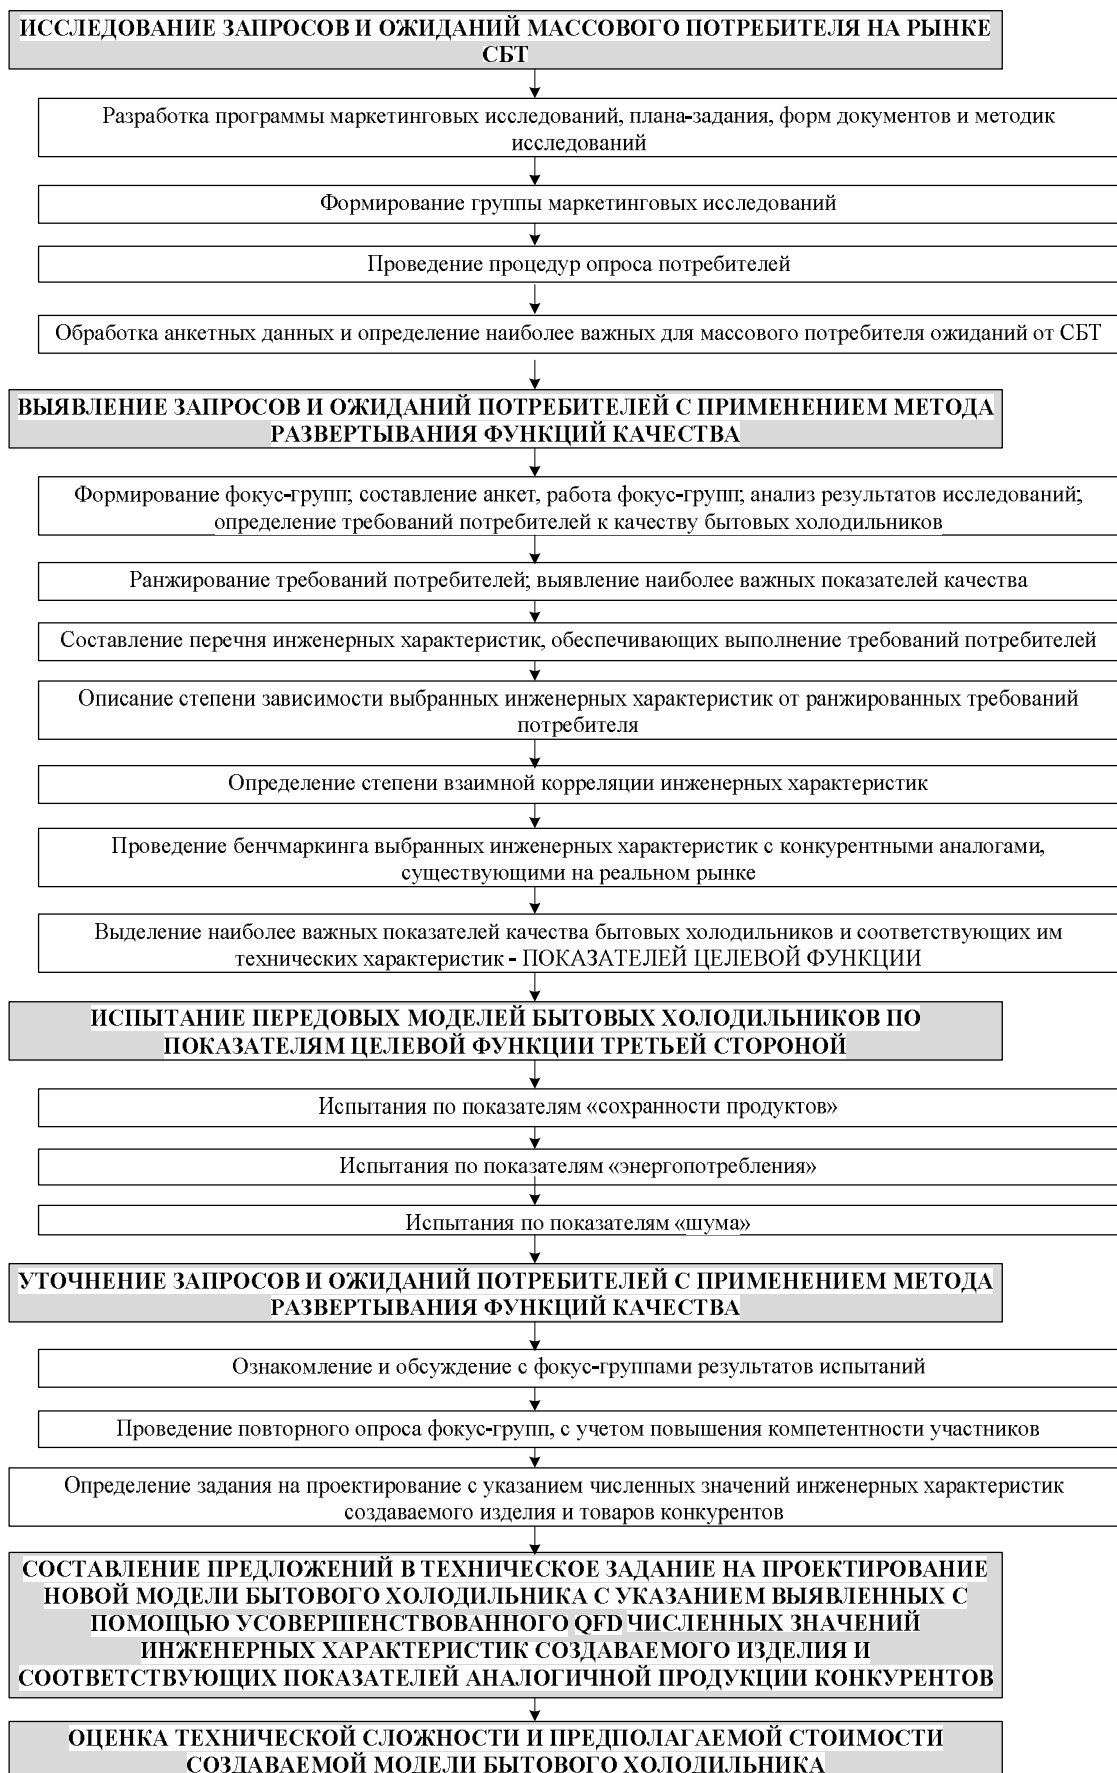 ИССЛЕДОВАНИЕ ЗАПРОСОВ И ОЖИДАНИЙ МАССОВОГО ПОТРЕБИТЕЛЯ НА РЫНКЕ
СБТ
Разработка программы маркетинговых исследований, плана-задания, форм документов и методик
исследований
Формирование группы маркетинговых исследований
Проведение процедур опроса потребителей
Обработка анкетных данных и определение наиболее важных для массового потребителя ожиданий от СБТ
ВЫЯВЛЕНИЕ ЗАПРОСОВ И ОЖИДАНИЙ ПОТРЕБИТЕЛЕЙ С ПРИМЕНЕНИЕМ МЕТОДА
РАЗВЕРТЫВАНИЯ ФУНКЦИЙ КАЧЕСТВА
Формирование фокус-групп; составление анкет, работа фокус-групп; анализ результатов исследований;
определение требований потребителей к качеству бытовых холодильников
Ранжирование требований потребителей; выявление наиболее важных показателей качества
Составление перечня инженерных характеристик, обеспечивающих выполнение требований потребителей
Описание степени зависимости выбранных инженерных характеристик от ранжированных требований
потребителя
Определение степени взаимной корреляции инженерных характеристик
Проведение бенчмаркинга выбранных инженерных характеристик с конкурентными аналогами,
существующими на реальном рынке
Выделение наиболее важных показателей качества бытовых холодильников и соответствующих им
технических характеристик - ПОКАЗАТЕЛЕЙ ЦЕЛЕВОЙ ФУНКЦИИ
ИСПЫТАНИЕ ПЕРЕДОВЫХ МОДЕЛЕЙ БЫТОВЫХ ХОЛОДИЛЬНИКОВ ПО
ПОКАЗАТЕЛЯМ ЦЕЛЕВОЙ ФУНКЦИИ ТРЕТЬЕЙ СТОРОНОЙ
Испытания по показателям «сохранности продуктов»
Испытания по показателям «энергопотребления»
Испытания по показателям «шума»
УТОЧНЕНИЕ ЗАПРОСОВ И ОЖИДАНИЙ ПОТРЕБИТЕЛЕЙ С ПРИМЕНЕНИЕМ МЕТОДА
РАЗВЕРТЫВАНИЯ ФУНКЦИЙ КАЧЕСТВА
Ознакомление и обсуждение с фокус-группами результатов испытаний
Проведение повторного опроса фокус-групп, с учетом повышения компетентности участников
Определение задания на проектирование с указанием численных значений инженерных характеристик
создаваемого изделия и товаров конкурентов
СОСТАВЛЕНИЕ ПРЕДЛОЖЕНИЙ В ТЕХНИЧЕСКОЕ ЗАДАНИЕ НА ПРОЕКТИРОВАНИЕ
НОВОЙ МОДЕЛИ БЫТОВОГО ХОЛОДИЛЬНИКА С УКАЗАНИЕМ ВЫЯВЛЕННЫХ С
ПОМОЩЬЮ УСОВЕРШЕНСТВОВАННОГО QFD ЧИСЛЕННЫХ ЗНАЧЕНИЙ
ИНЖЕНЕРНЫХ ХАРАКТЕРИСТИК СОЗДАВАЕМОГО ИЗДЕЛИЯ И
СООТВЕТСТВУЮЩИХ ПОКАЗАТЕЛЕЙ АНАЛОГИЧНОЙ ПРОДУКЦИИ КОНКУРЕНТОВ
ОЦЕНКА ТЕХНИЧЕСКОЙ СЛОЖНОСТИ И ПРЕДПОЛАГАЕМОЙ СТОИМОСТИ
СОЗДАВАЕМОЙ МОДЕЛИ БЫТОВОГО ХОЛОДИЛЬНИКА